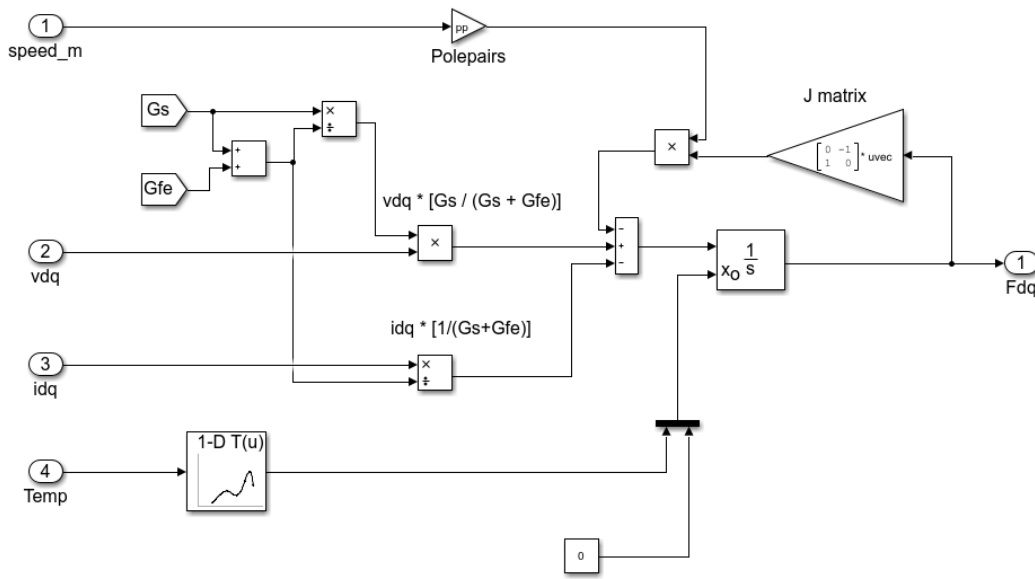 1
speed_m
pp
Polepairs
J matrix
Gs
×
÷
+
+
Gfe
×
[0 -1
1 0] * uvec
vdq * [Gs / (Gs + Gfe)]
2
vdq
×
−
+
−
1
s
xo
1
Fdq
idq * [1/(Gs+Gfe)]
3
idq
×
÷
1-D T(u)
4
Temp
0